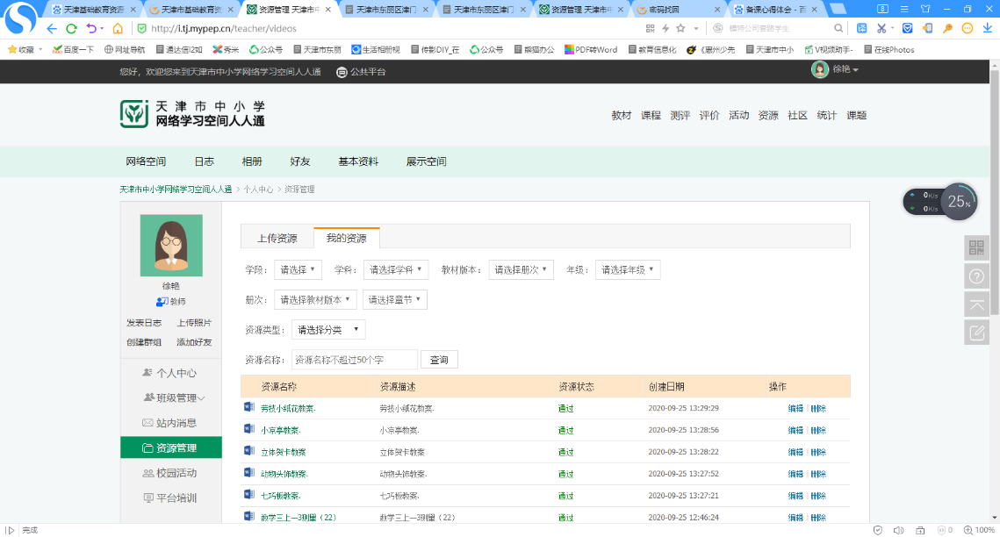 天津基础教育资源
天津市基础教育资
资源管理 天津市中
天津市东丽区津门
天津市东丽区津门
资源管理 天津市中
密码找回
备课心得体会 - 百
http://i.tj.mypep.cn/teacher/videos
模特公司套路学生
收藏 百度一下 网址导航 通达信i2如 秀米 公众号 天津市东丽 生活相册视 传影DIY_在 公众号 熊猫办公 PDF转Word 教育信息化 《惠州少先 天津市中小 V视频助手- 在线Photos
您好，欢迎您来到天津市中小学网络学习空间人人通 公共平台 徐艳
天津市中小学
网络学习空间人人通
教材 课程 测评 评价 活动 资源 社区 统计 课题
网络空间 日志 相册 好友 基本资料 展示空间
天津市中小学网络学习空间人人通 > 个人中心 > 资源管理
0K/s
0K/s
25%
徐艳
教师
发表日志 上传照片
创建群组 添加好友
个人中心
班级管理
站内消息
资源管理
校园活动
平台培训
上传资源 我的资源
学段： 请选择 学科： 请选择学科 教材版本： 请选择册次 年级： 请选择年级
册次： 请选择教材版本 请选择章节
资源类型： 请选择分类
资源名称： 资源名称不超过50个字 查询
资源名称 资源描述 资源状态 创建日期 操作
劳技小纸花教案. 劳技小纸花教案. 通过 2020-09-25 13:29:29 编辑 | 删除
小凉亭教案. 小凉亭教案. 通过 2020-09-25 13:28:56 编辑 | 删除
立体贺卡教案 立体贺卡教案 通过 2020-09-25 13:28:22 编辑 | 删除
动物头饰教案. 动物头饰教案. 通过 2020-09-25 13:27:52 编辑 | 删除
七巧板教案. 七巧板教案. 通过 2020-09-25 13:27:21 编辑 | 删除
数学三上—3测量（22） 数学三上—3测量（22） 通过 2020-09-25 12:46:24 编辑 | 删除
完成 0 100%